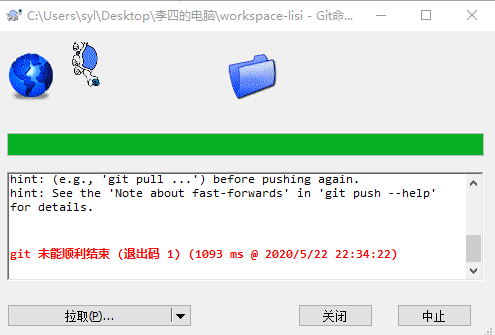 C:\Users\syl\Desktop\李四的电脑\workspace-lisi - Git命...
hint: (e.g., 'git pull ...') before pushing again.
hint: See the 'Note about fast-forwards' in 'git push --help'
for details.
git 未能顺利结束 (退出码 1) (1093 ms @ 2020/5/22 22:34:22)
拉取(P)...
关闭
中止